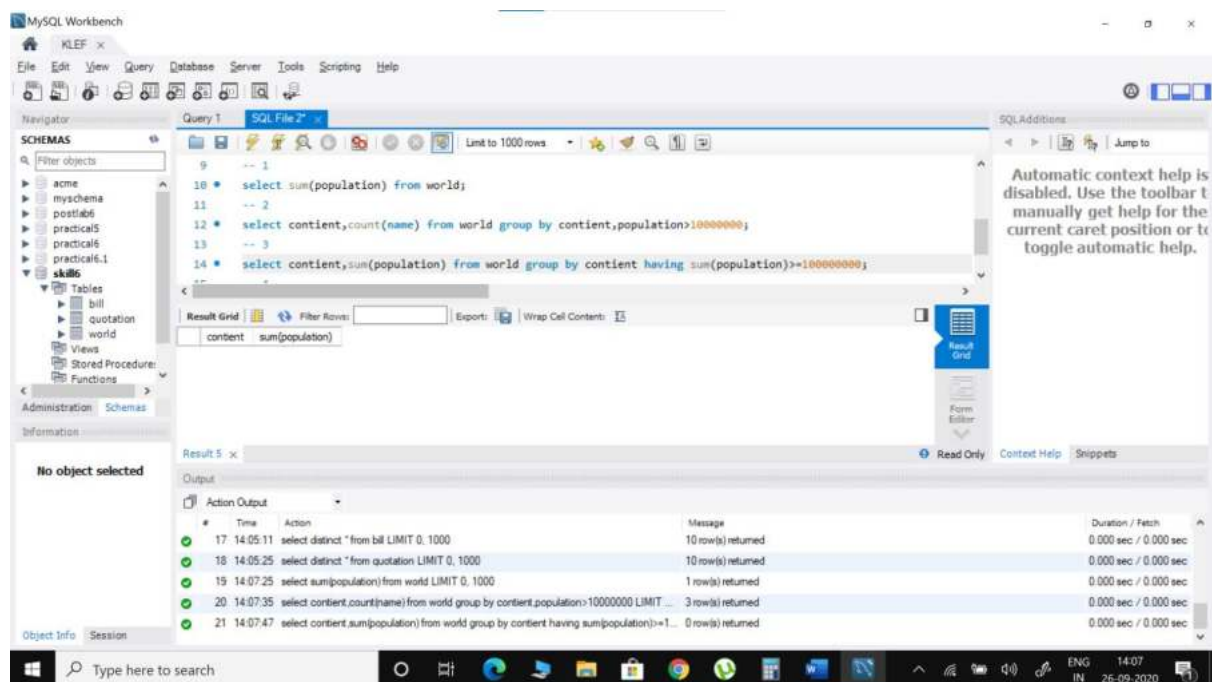 MySQL Workbench
KLEF ×
File Edit View Query Database Server Tools Scripting Help
Navigator
SCHEMAS
Filter objects
acme
myschema
postlab6
practical5
practical6
practical6.1
skill6
Tables
bill
quotation
world
Views
Stored Procedure
Functions
Administration Schemas
Information
No object selected
Object Info Session
Query 1 SQL File 2* ×
Limit to 1000 rows
9 -- 1
10 select sum(population) from world;
11 -- 2
12 select contient,count(name) from world group by contient,population>10000000;
13 -- 3
14 select contient,sum(population) from world group by contient having sum(population)>=100000000;
Result Grid Filter Rows: Export: Wrap Cell Content:
contient sum(population)
Result Grid
Form Editor
Result 5 ×
Read Only
Output
Action Output
# Time Action Message Duration / Fetch
17 14:05:11 select distinct * from bill LIMIT 0, 1000 10 row(s) returned 0.000 sec / 0.000 sec
18 14:05:25 select distinct * from quotation LIMIT 0, 1000 10 row(s) returned 0.000 sec / 0.000 sec
19 14:07:25 select sum(population) from world LIMIT 0, 1000 1 row(s) returned 0.000 sec / 0.000 sec
20 14:07:35 select contient,count(name) from world group by contient,population>10000000 LIMIT ... 3 row(s) returned 0.000 sec / 0.000 sec
21 14:07:47 select contient,sum(population) from world group by contient having sum(population)>=1... 0 row(s) returned 0.000 sec / 0.000 sec
SQLAdditions
Jump to
Automatic context help is
disabled. Use the toolbar t
manually get help for the
current caret position or to
toggle automatic help.
Context Help Snippets
Type here to search
ENG
IN
14:07
26-09-2020